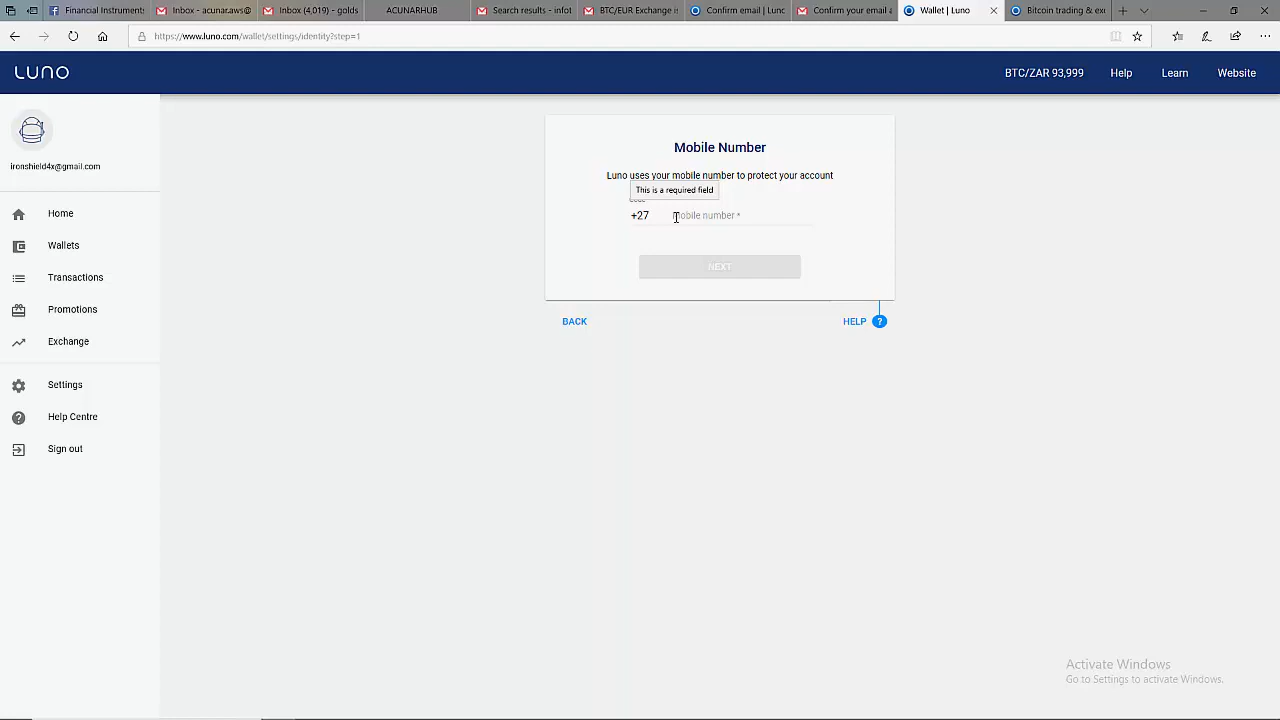 Financial Instruments
Inbox - acunar.aws@
Inbox (4,019) - golds
ACUNARHUB
Search results - infot
BTC/EUR Exchange is
Confirm email | Luno
Confirm your email a
Wallet | Luno
Bitcoin trading & exc
https://www.luno.com/wallet/settings/identity?step=1
LUNO
BTC/ZAR 93,999
Help
Learn
Website
ironshield4x@gmail.com
Home
Wallets
Transactions
Promotions
Exchange
Settings
Help Centre
Sign out
Mobile Number
Luno uses your mobile number to protect your account
This is a required field
+27
Mobile number *
NEXT
BACK
HELP ?
Activate Windows
Go to Settings to activate Windows.